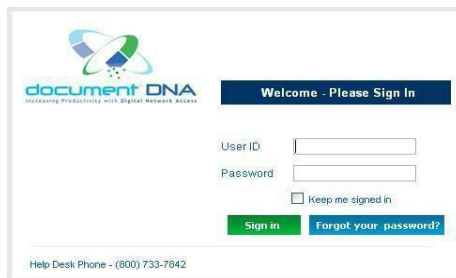 document DNA
Increasing Productivity with Digital Network Access
Welcome - Please Sign In
User ID
Password
Keep me signed in
Sign in
Forgot your password?
Help Desk Phone - (800) 733-7842